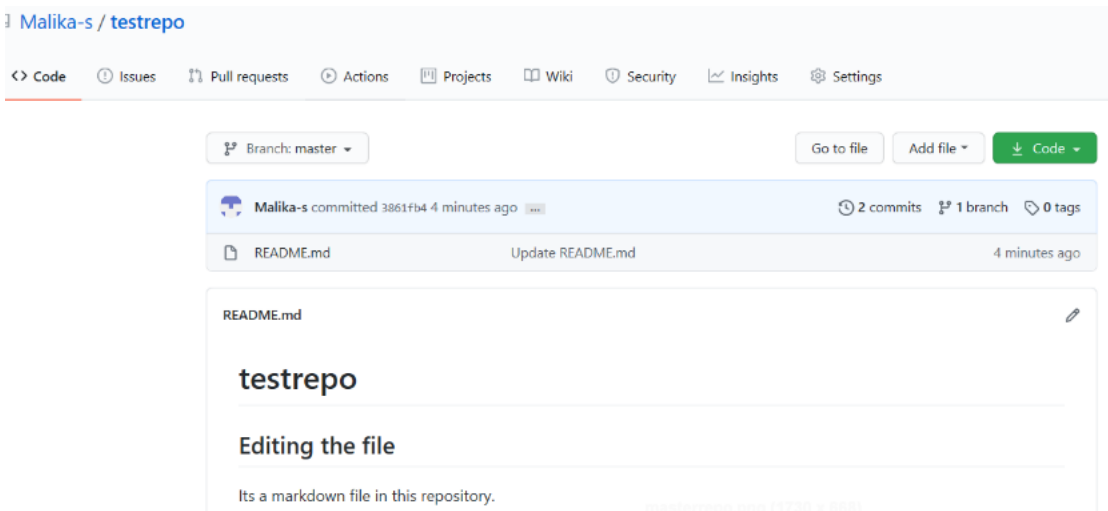 Malika-s / testrepo
Code Issues Pull requests Actions Projects Wiki Security Insights Settings
Branch: master Go to file Add file Code
Malika-s committed 3861fb4 4 minutes ago ... 2 commits 1 branch 0 tags
README.md Update README.md 4 minutes ago
README.md
testrepo
Editing the file
Its a markdown file in this repository.